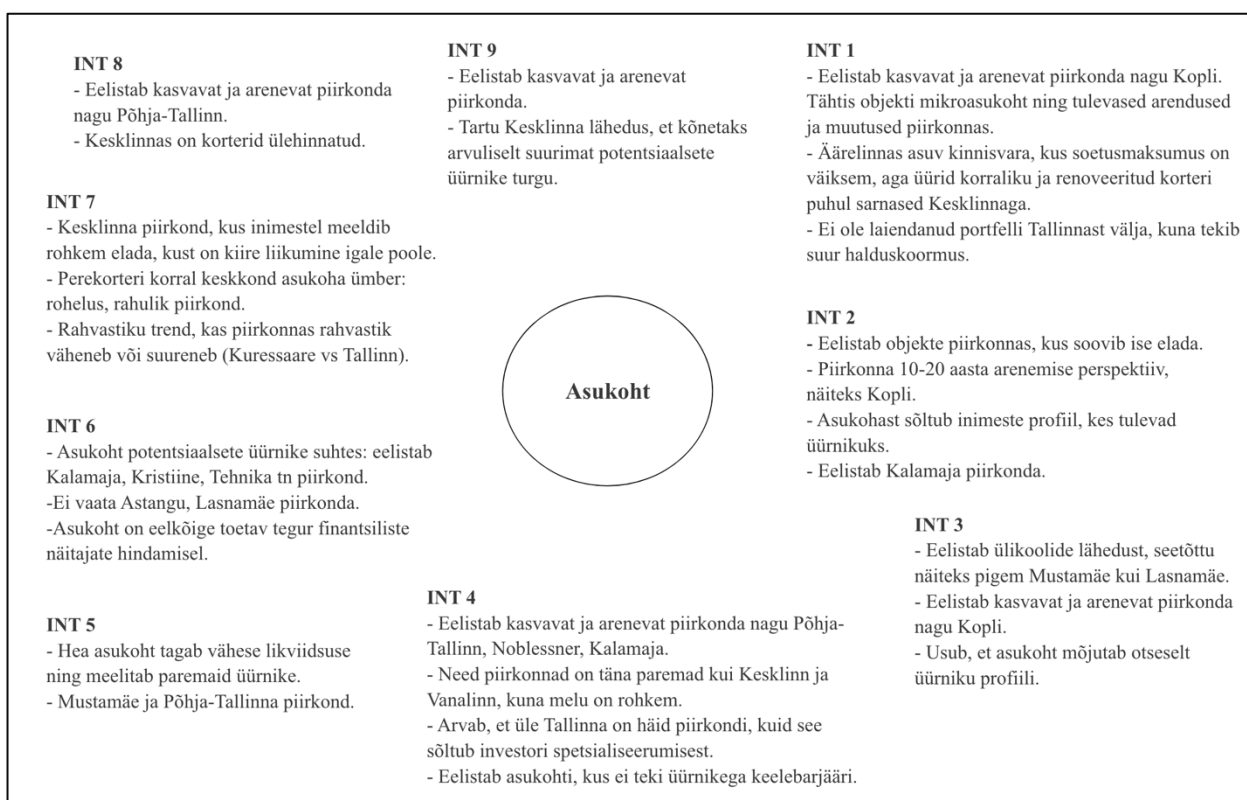 INT 8
- Eelistab kasvavat ja arenevat piirkonda
nagu Põhja-Tallinn.
- Kesklinnas on korterid ülehinnatud.
INT 9
- Eelistab kasvavat ja arenevat
piirkonda.
- Tartu Kesklinna lähedus, et kõnetaks
arvuliselt suurimat potentsiaalsete
üürnike turgu.
INT 1
- Eelistab kasvavat ja arenevat piirkonda nagu Kopli.
Tähtis objekti mikroasukoht ning tulevased arendused
ja muutused piirkonnas.
- Äärelinnas asuv kinnisvara, kus soetusmaksumus on
väiksem, aga üürid korraliku ja renoveeritud korteri
puhul sarnased Kesklinnaga.
- Ei ole laiendanud portfelli Tallinnast välja, kuna tekib
suur halduskoormus.
INT 7
- Kesklinna piirkond, kus inimestel meeldib
rohkem elada, kust on kiire liikumine igale poole.
- Perekorteri korral keskkond asukoha ümber:
rohelus, rahulik piirkond.
- Rahvastiku trend, kas piirkonnas rahvastik
väheneb või suureneb (Kuressaare vs Tallinn).
Asukoht
INT 2
- Eelistab objekte piirkonnas, kus soovib ise elada.
- Piirkonna 10-20 aasta arenemise perspektiiv,
näiteks Kopli.
- Asukohast sõltub inimeste profiil, kes tulevad
üürnikuks.
- Eelistab Kalamaja piirkonda.
INT 6
- Asukoht potentsiaalsete üürnike suhtes: eelistab
Kalamaja, Kristiine, Tehnika tn piirkond.
-Ei vaata Astangu, Lasnamäe piirkonda.
-Asukoht on eelkõige toetav tegur finantsiliste
näitajate hindamisel.
INT 3
- Eelistab ülikoolide lähedust, seetõttu
näiteks pigem Mustamäe kui Lasnamäe.
- Eelistab kasvavat ja arenevat piirkonda
nagu Kopli.
- Usub, et asukoht mõjutab otseselt
üürniku profiili.
INT 5
- Hea asukoht tagab vähese likviidsuse
ning meelitab paremaid üürnike.
- Mustamäe ja Põhja-Tallinna piirkond.
INT 4
- Eelistab kasvavat ja arenevat piirkonda nagu Põhja-
Tallinn, Noblessner, Kalamaja.
- Need piirkonnad on täna paremad kui Kesklinn ja
Vanalinn, kuna melu on rohkem.
- Arvab, et üle Tallinna on häid piirkondi, kuid see
sõltub investori spetsialiseerumisest.
- Eelistab asukohti, kus ei teki üürnikega keelebarjääri.